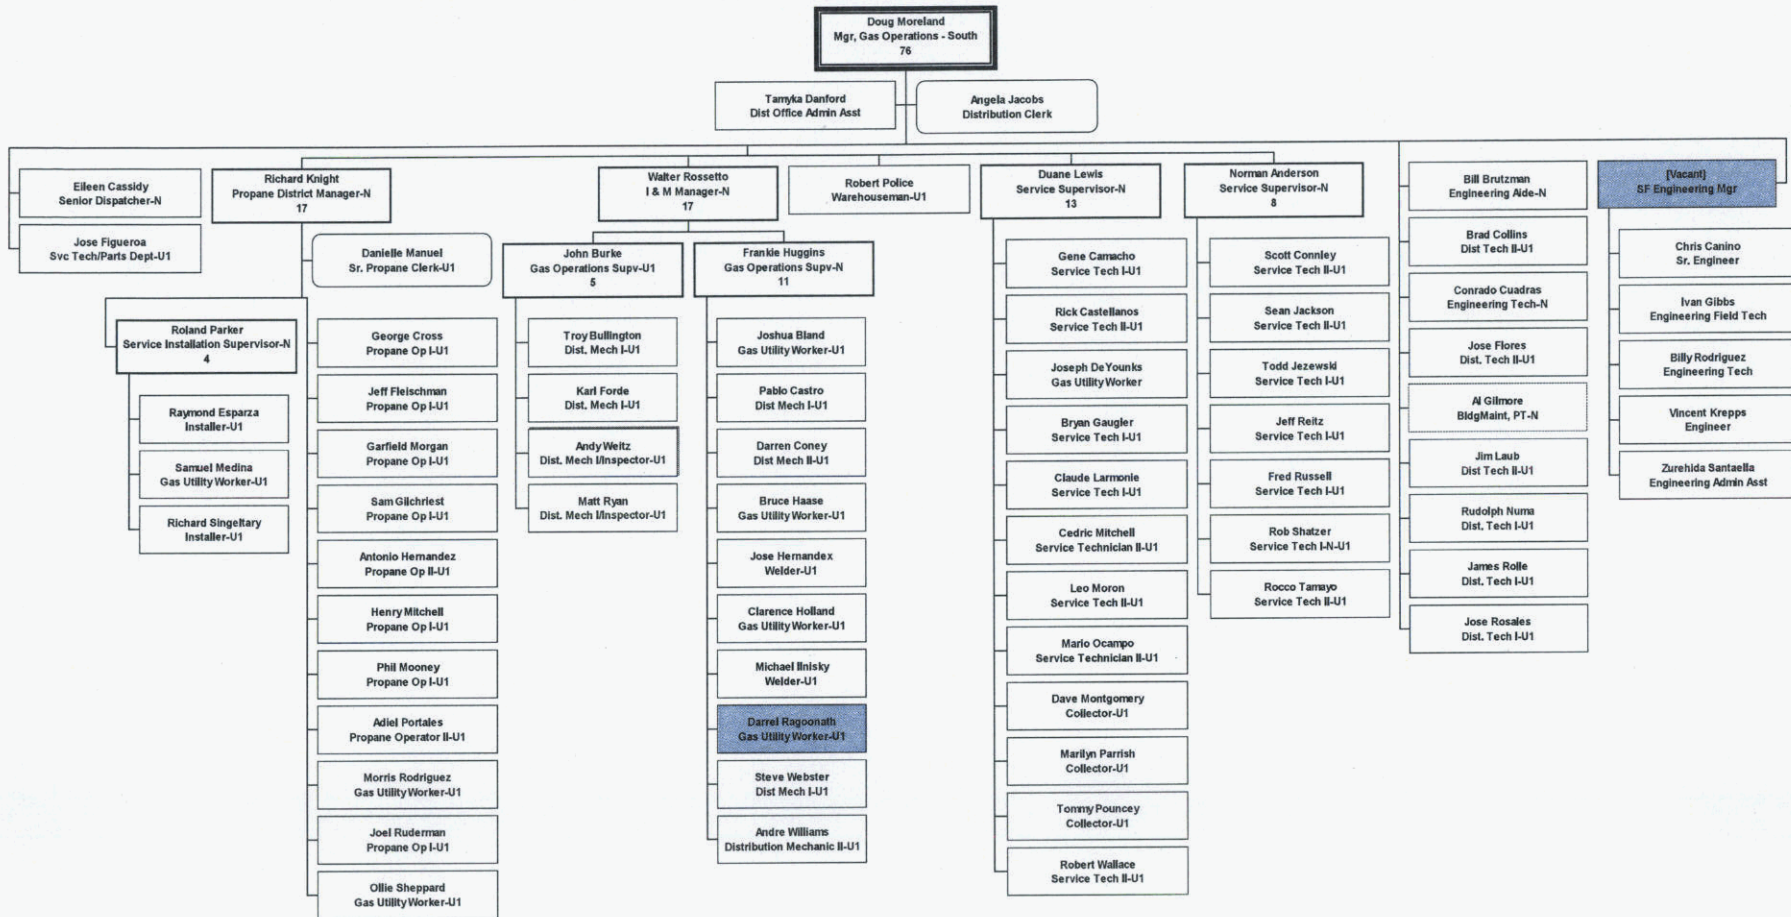 Doug Moreland
Mgr, Gas Operations - South
76
Tamyka Danford
Dist Office Admin Asst
Angela Jacobs
Distribution Clerk
Eileen Cassidy
Senior Dispatcher-N
Jose Figueroa
Svc Tech/Parts Dept-U1
Richard Knight
Propane District Manager-N
17
Danielle Manuel
Sr. Propane Clerk-U1
Roland Parker
Service Installation Supervisor-N
4
Raymond Esparza
Installer-U1
Samuel Medina
Gas Utility Worker-U1
Richard Singeltary
Installer-U1
George Cross
Propane Op I-U1
Jeff Fleischman
Propane Op I-U1
Garfield Morgan
Propane Op I-U1
Sam Gilchriest
Propane Op I-U1
Antonio Hernandez
Propane Op II-U1
Henry Mitchell
Propane Op I-U1
Phil Mooney
Propane Op I-U1
Adiel Portales
Propane Operator II-U1
Morris Rodriguez
Gas Utility Worker-U1
Joel Ruderman
Propane Op I-U1
Ollie Sheppard
Gas Utility Worker-U1
Walter Rossetto
I & M Manager-N
17
John Burke
Gas Operations Supv-U1
5
Troy Bullington
Dist. Mech I-U1
Karl Forde
Dist. Mech I-U1
Andy Weitz
Dist. Mech I/Inspector-U1
Matt Ryan
Dist. Mech I/Inspector-U1
Frankie Huggins
Gas Operations Supv-N
11
Joshua Bland
Gas Utility Worker-U1
Pablo Castro
Dist Mech I-U1
Darren Coney
Dist Mech II-U1
Bruce Haase
Gas Utility Worker-U1
Jose Hernandex
Welder-U1
Clarence Holland
Gas Utility Worker-U1
Michael Ilnisky
Welder-U1
Darrel Ragoonath
Gas Utility Worker-U1
Steve Webster
Dist Mech I-U1
Andre Williams
Distribution Mechanic II-U1
Robert Police
Warehouseman-U1
Duane Lewis
Service Supervisor-N
13
Gene Camacho
Service Tech I-U1
Rick Castellanos
Service Tech II-U1
Joseph DeYounks
Gas Utility Worker
Bryan Gaugler
Service Tech I-U1
Claude Larmonie
Service Tech I-U1
Cedric Mitchell
Service Technician II-U1
Leo Moron
Service Tech II-U1
Mario Ocampo
Service Technician II-U1
Dave Montgomery
Collector-U1
Marilyn Parrish
Collector-U1
Tommy Pouncey
Collector-U1
Robert Wallace
Service Tech II-U1
Norman Anderson
Service Supervisor-N
8
Scott Connley
Service Tech II-U1
Sean Jackson
Service Tech II-U1
Todd Jezewski
Service Tech I-U1
Jeff Reitz
Service Tech I-U1
Fred Russell
Service Tech I-U1
Rob Shatzer
Service Tech I-N-U1
Rocco Tamayo
Service Tech II-U1
Bill Brutzman
Engineering Aide-N
Brad Collins
Dist Tech II-U1
Conrado Cuadras
Engineering Tech-N
Jose Flores
Dist. Tech II-U1
Al Gilmore
BldgMaint, PT-N
Jim Laub
Dist Tech II-U1
Rudolph Numa
Dist. Tech I-U1
James Rolle
Dist. Tech I-U1
Jose Rosales
Dist. Tech I-U1
[Vacant]
SF Engineering Mgr
Chris Canino
Sr. Engineer
Ivan Gibbs
Engineering Field Tech
Billy Rodriguez
Engineering Tech
Vincent Krepps
Engineer
Zurehida Santaella
Engineering Admin Asst